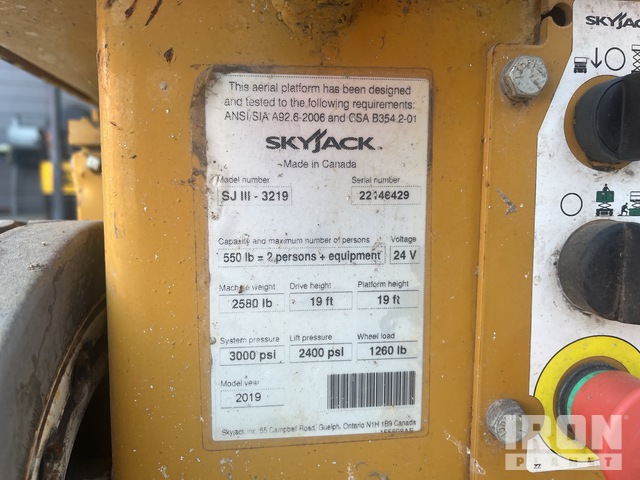 This aerial platform has been designed
and tested to the following requirements:
ANSI/SIA A92.6-2006 and CSA B354.2-01
SKYJACK
Made in Canada
Model number Serial number
SJ III - 3219 22146429
Capacity and maximum number of persons Voltage
550 lb = 2 persons + equipment 24 V
Machine weight Drive height Platform height
2580 lb 19 ft 19 ft
System pressure Lift pressure Wheel load
3000 psi 2400 psi 1260 lb
Model year
2019
Skyjack, Inc. 55 Campbell Road, Guelph, Ontario N1H 1B9 Canada
SKYJACK
IRON
PLANET